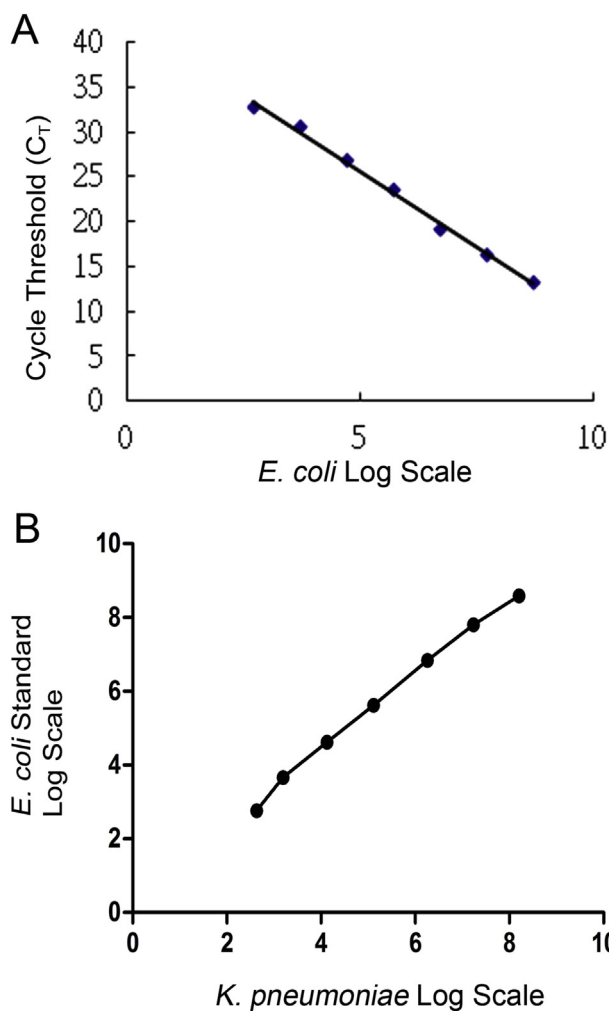 A
40
35
30
25
20
15
10
5
0
Cycle Threshold (CT)
0 5 10
E. coli Log Scale
B
10
8
6
4
2
0
E. coli Standard
Log Scale
0 2 4 6 8 10
K. pneumoniae Log Scale